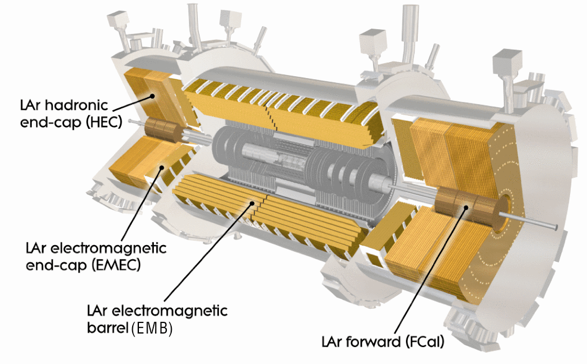 LAr hadronic
end-cap (HEC)
LAr electromagnetic
end-cap (EMEC)
LAr electromagnetic
barrel (EMB)
LAr forward (FCal)